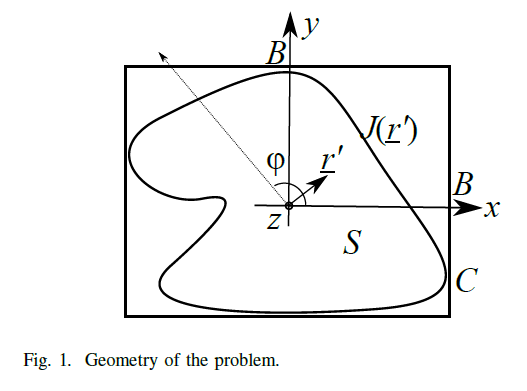 y
B
J(r')
φ
r'
B
x
z
S
C
Fig. 1. Geometry of the problem.